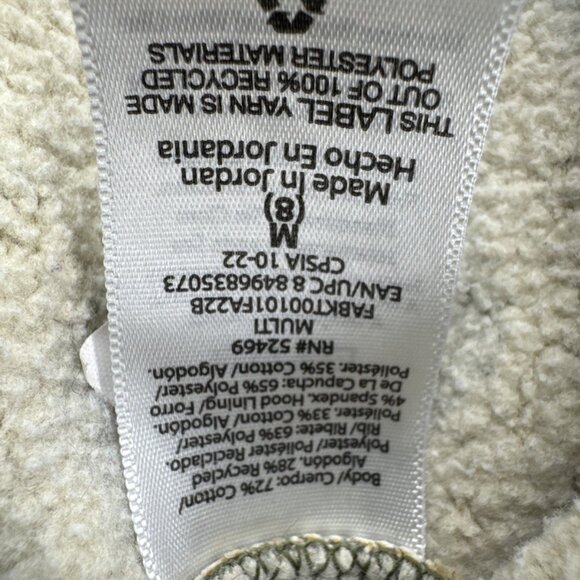 Body/ Cuerpo: 72% Cotton/
Algodón. 28% Recycled
Polyester/ Poliéster Reciclado.
Rib/ Ribete: 63% Polyester/
Poliéster. 33% Cotton/ Algodón.
4% Spandex. Hood Lining/ Forro
De La Capucha: 65% Polyester/
Poliéster. 35% Cotton/ Algodón.
RN# 52469
MULTI
FABKT00101FA22B
EAN/UPC 8 8496835073
CPSIA 10-22
M
(8)
Made In Jordan
Hecho En Jordania
THIS LABEL YARN IS MADE
OUT OF 100% RECYCLED
POLYESTER MATERIALS